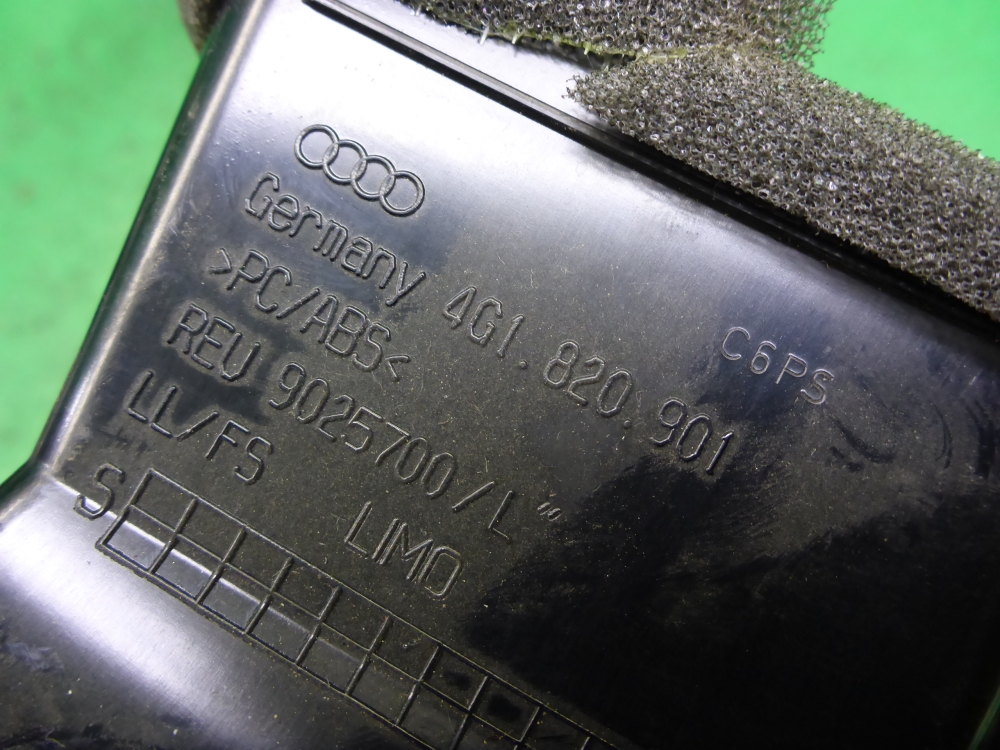 Germany 4G1.820.901
C6PS
>PC/ABS<
REV 9025700/L
LL/FS LIMO
S